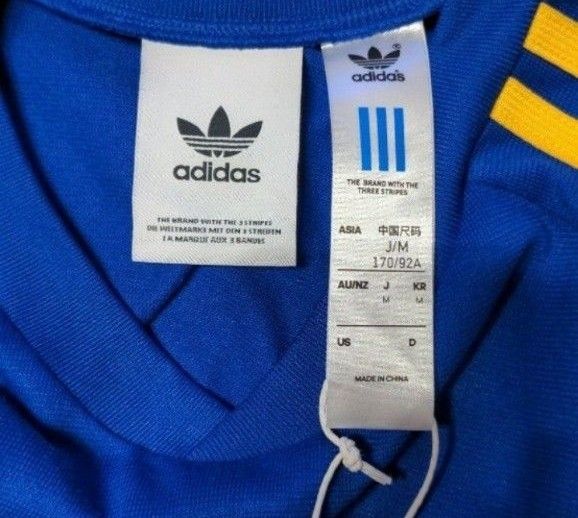 adidas
THE BRAND WITH THE 3 STRIPES
DIE WELTMARKE MIT DEN 3 STREIFEN
LA MARQUE AUX 3 BANDES
adidas
THE BRAND WITH THE
THREE STRIPES
ASIA 中国尺码
J/M
170/92A
AU/NZ J KR
M M
US D
MADE IN CHINA